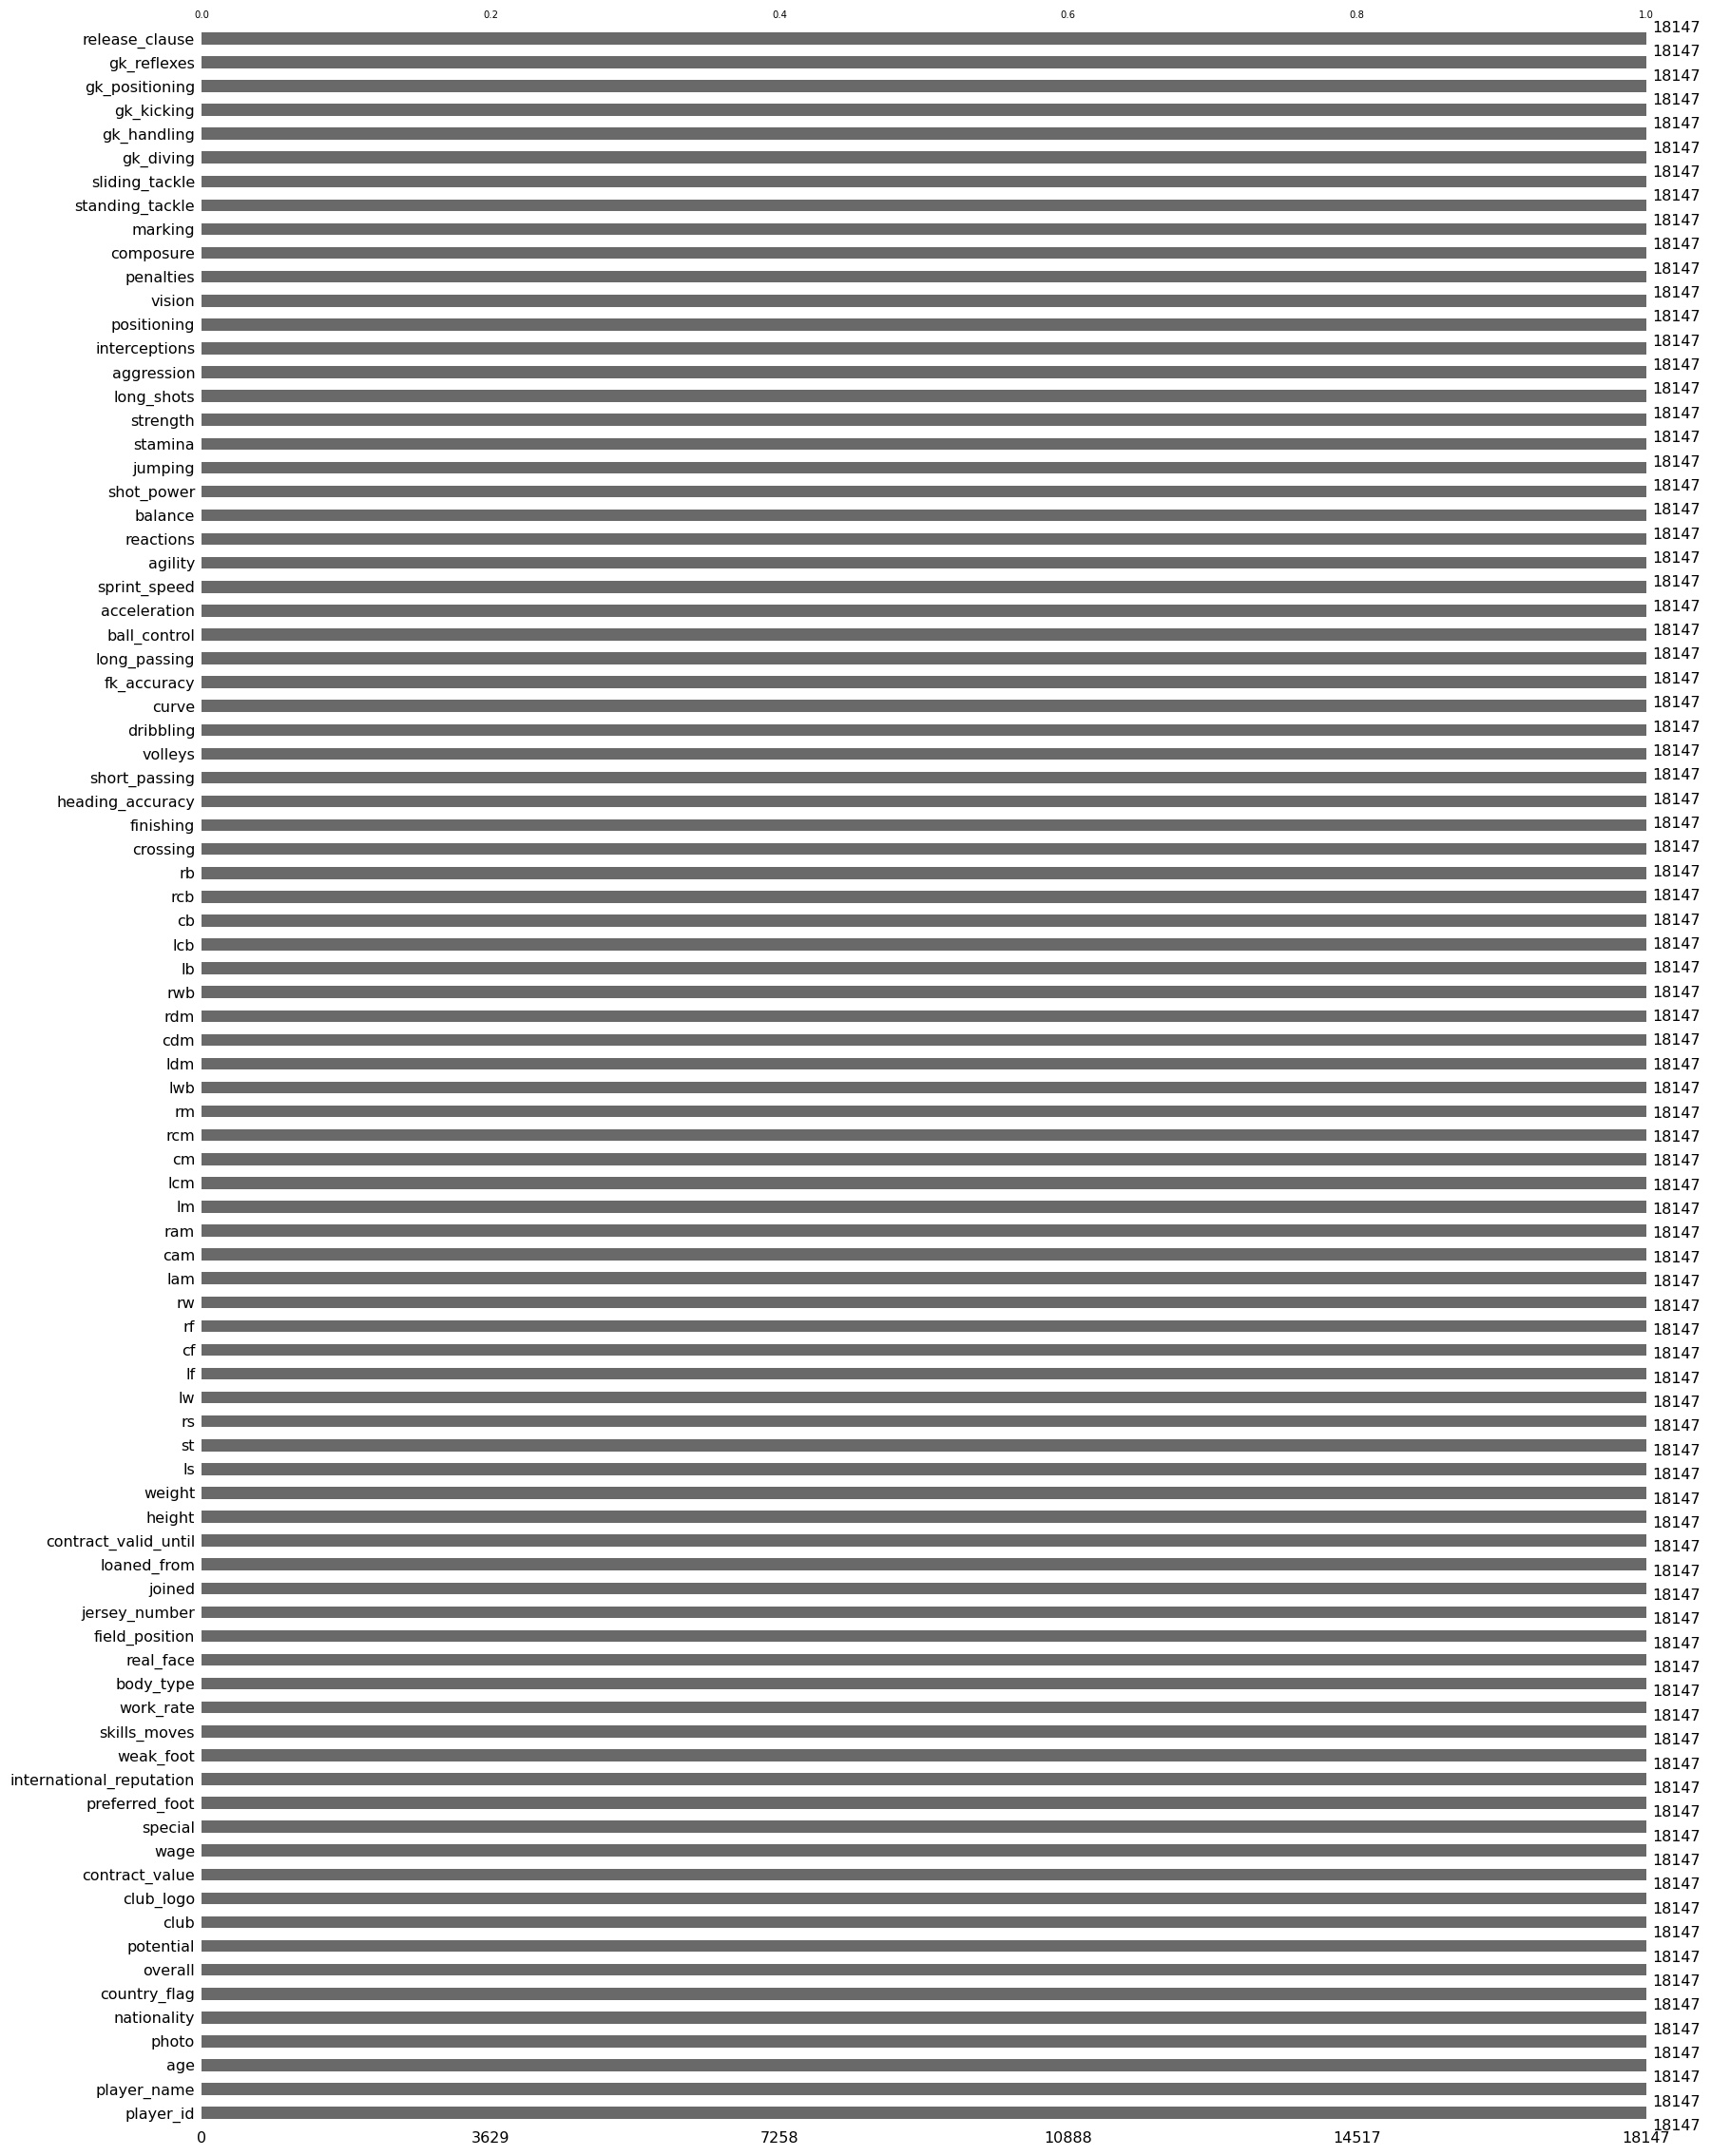 0.0 0.2 0.4 0.6 0.8 1.0
release_clause 18147
gk_reflexes 18147
gk_positioning 18147
gk_kicking 18147
gk_handling 18147
gk_diving 18147
sliding_tackle 18147
standing_tackle 18147
marking 18147
composure 18147
penalties 18147
vision 18147
positioning 18147
interceptions 18147
aggression 18147
long_shots 18147
strength 18147
stamina 18147
jumping 18147
shot_power 18147
balance 18147
reactions 18147
agility 18147
sprint_speed 18147
acceleration 18147
ball_control 18147
long_passing 18147
fk_accuracy 18147
curve 18147
dribbling 18147
volleys 18147
short_passing 18147
heading_accuracy 18147
finishing 18147
crossing 18147
rb 18147
rcb 18147
cb 18147
lcb 18147
lb 18147
rwb 18147
rdm 18147
cdm 18147
ldm 18147
lwb 18147
rm 18147
rcm 18147
cm 18147
lcm 18147
lm 18147
ram 18147
cam 18147
lam 18147
rw 18147
rf 18147
cf 18147
lf 18147
lw 18147
rs 18147
st 18147
ls 18147
weight 18147
height 18147
contract_valid_until 18147
loaned_from 18147
joined 18147
jersey_number 18147
field_position 18147
real_face 18147
body_type 18147
work_rate 18147
skills_moves 18147
weak_foot 18147
international_reputation 18147
preferred_foot 18147
special 18147
wage 18147
contract_value 18147
club_logo 18147
club 18147
potential 18147
overall 18147
country_flag 18147
nationality 18147
photo 18147
age 18147
player_name 18147
player_id 18147
0 3629 7258 10888 14517 18147